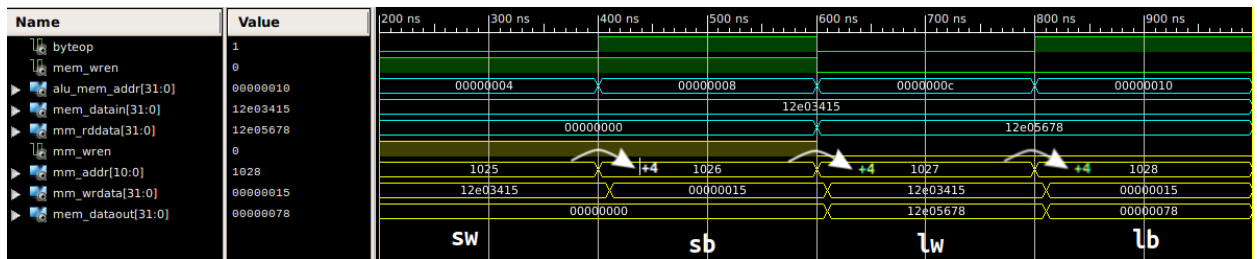 Name Value 200 ns 300 ns 400 ns 500 ns 600 ns 700 ns 800 ns 900 ns
byteop 1
mem_wren 0
alu_mem_addr[31:0] 00000010 00000004 00000008 0000000c 00000010
mem_datain[31:0] 12e03415 12e03415
mm_rddata[31:0] 12e05678 00000000 12e05678
mm_wren 0
mm_addr[10:0] 1028 1025 +4 1026 +4 1027 +4 1028
mm_wrdata[31:0] 00000015 12e03415 00000015 12e03415 00000015
mem_dataout[31:0] 00000078 00000000 12e05678 00000078
sw sb lw lb